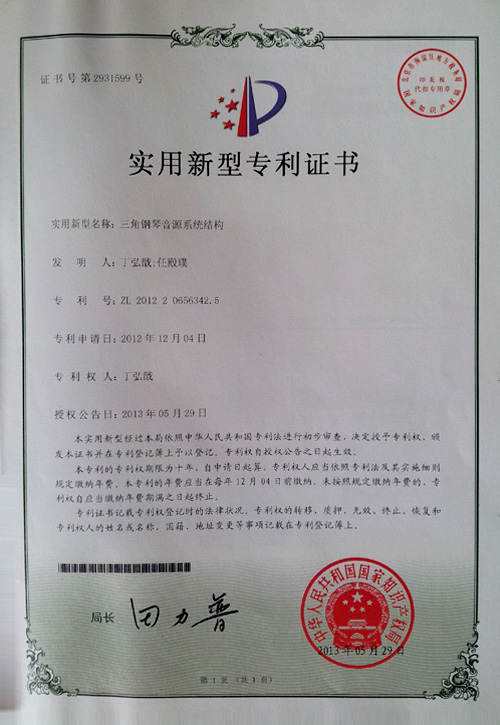 证书号第2931599号
印花税
代扣专用章
国家知识产权局
实用新型专利证书
实用新型名称：三角钢琴音源系统结构
发明人：丁弘戬;任殿璞
专利号：ZL 2012 2 0656342.5
专利申请日：2012年12月04日
专利权人：丁弘戬
授权公告日：2013年05月29日
本实用新型经过本局依照中华人民共和国专利法进行初步审查，决定授予专利权，颁
发本证书并在专利登记簿上予以登记。专利权自授权公告之日起生效。
本专利的专利权期限为十年，自申请日起算。专利权人应当依照专利法及其实施细则
规定缴纳年费。本专利的年费应当在每年12月04日前缴纳。未按照规定缴纳年费的，专
利权自应当缴纳年费期满之日起终止。
专利证书记载专利权登记时的法律状况。专利权的转移、质押、无效、终止、恢复和
专利权人的姓名或名称、国籍、地址变更等事项记载在专利登记簿上。
局长
田力普
中华人民共和国国家知识产权局
2013年05月29日
第1页（共1页）